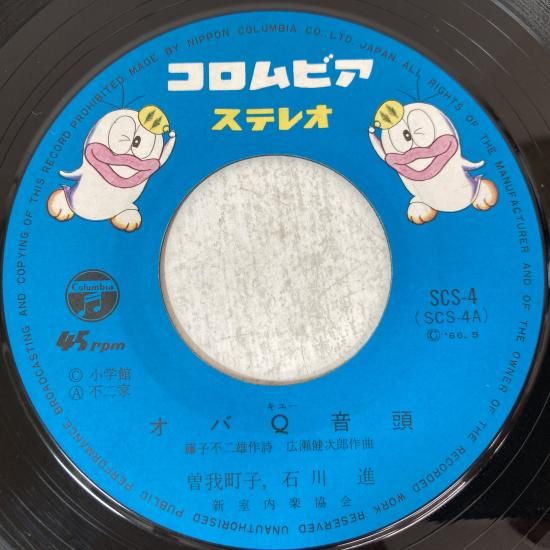 MADE BY NIPPON COLUMBIA CO., LTD. JAPAN. ALL RIGHTS OF THE MANUFACTURER AND OF THE OWNER OF THE RECORDED WORK RESERVED UNAUTHORISED PUBLIC PERFORMANCE BROADCASTING AND COPYING OF THIS RECORD PROHIBITED
コロムビア
ステレオ
Columbia
45 rpm
SCS-4
(SCS-4A)
Ⓒ '66.5
Ⓒ 小学館
Ⓐ 不二家
キュー
オバQ音頭
藤子不二雄作詩 広瀬健次郎作曲
曽我町子,石川 進
新室内楽協会